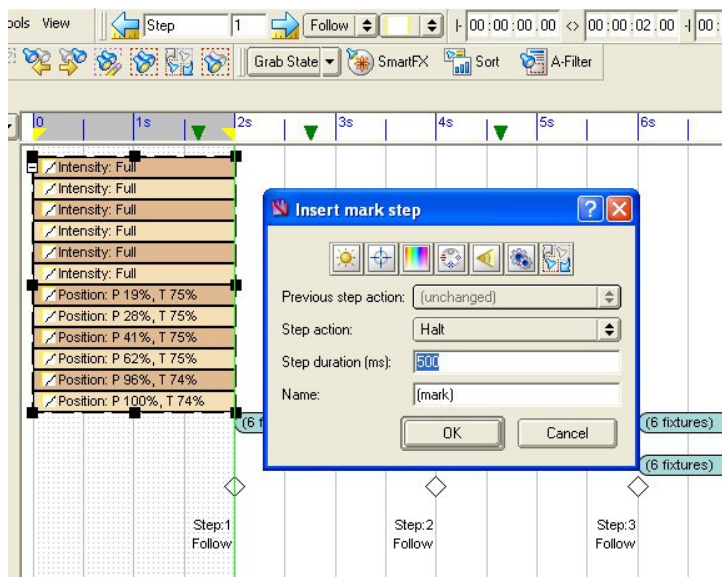 ools View Step 1 Follow 00:00:00.00 <> 00:00:02.00 00:
Grab State SmartFX Sort A-Filter
0 1s 2s 3s 4s 5s 6s
Intensity: Full
Intensity: Full
Intensity: Full
Intensity: Full
Intensity: Full
Intensity: Full
Position: P 19%, T 75%
Position: P 28%, T 75%
Position: P 41%, T 75%
Position: P 62%, T 75%
Position: P 96%, T 74%
Position: P 100%, T 74%
Insert mark step
Previous step action: (unchanged)
Step action: Halt
Step duration (ms): 500
Name: (mark)
OK Cancel
(6 f
(6 fixtures)
(6 fixtures)
Step:1 Step:2 Step:3
Follow Follow Follow